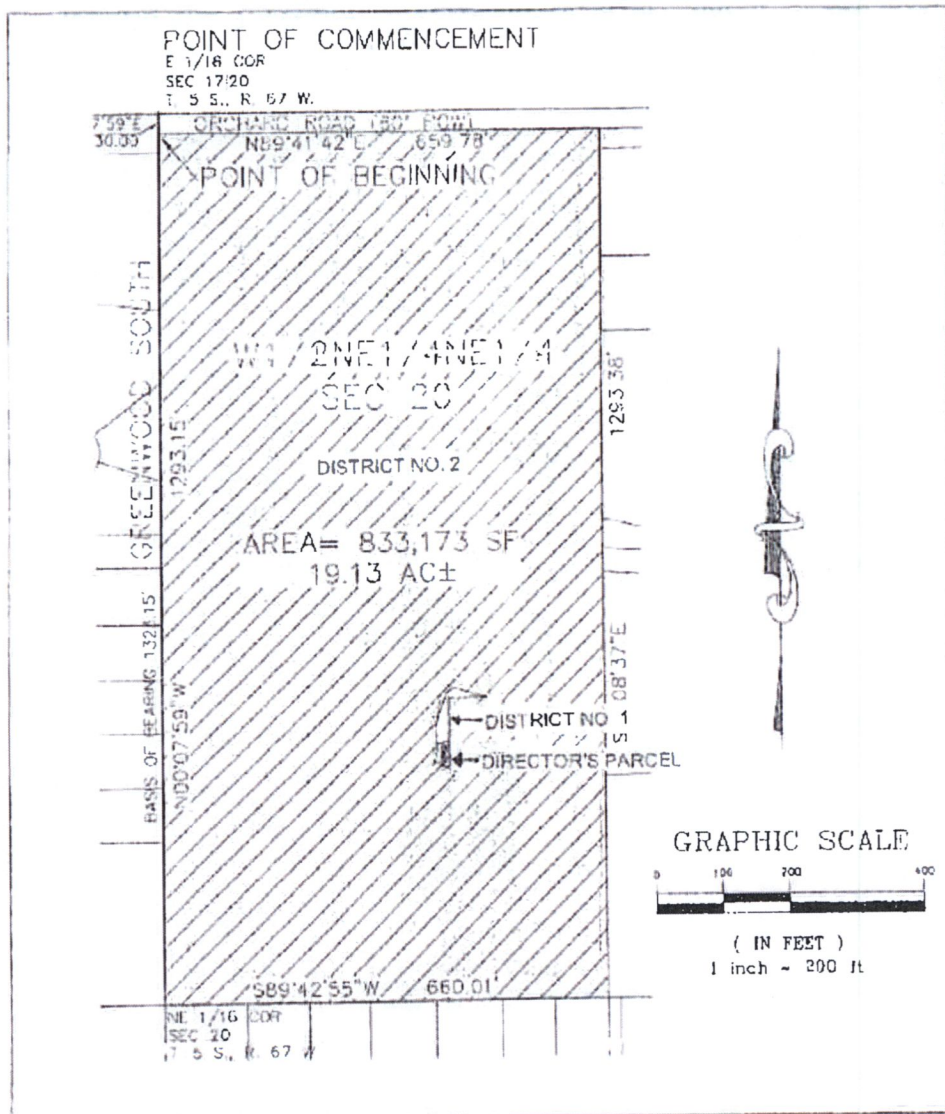 POINT OF COMMENCEMENT
E 1/16 COR
SEC 17/20
T. 5 S., R. 67 W.
7'59"E
30.00
ORCHARD ROAD (60' ROW)
N89°41'42"E 659.78'
POINT OF BEGINNING
GREENWOOD SOUTH
W1/2NE1/4NE1/4
SEC 20
1293.38'
1293.15'
DISTRICT NO. 2
AREA= 833,173 SF
19.13 AC±
BASIS OF BEARING
N00°07'59"W
S 08'37"E
DISTRICT NO. 1
DIRECTOR'S PARCEL
GRAPHIC SCALE
0 100 200 400
( IN FEET )
1 inch ~ 200 ft
S89°42'55"W 660.01'
NE 1/16 COR
SEC 20
T. 5 S., R. 67 W